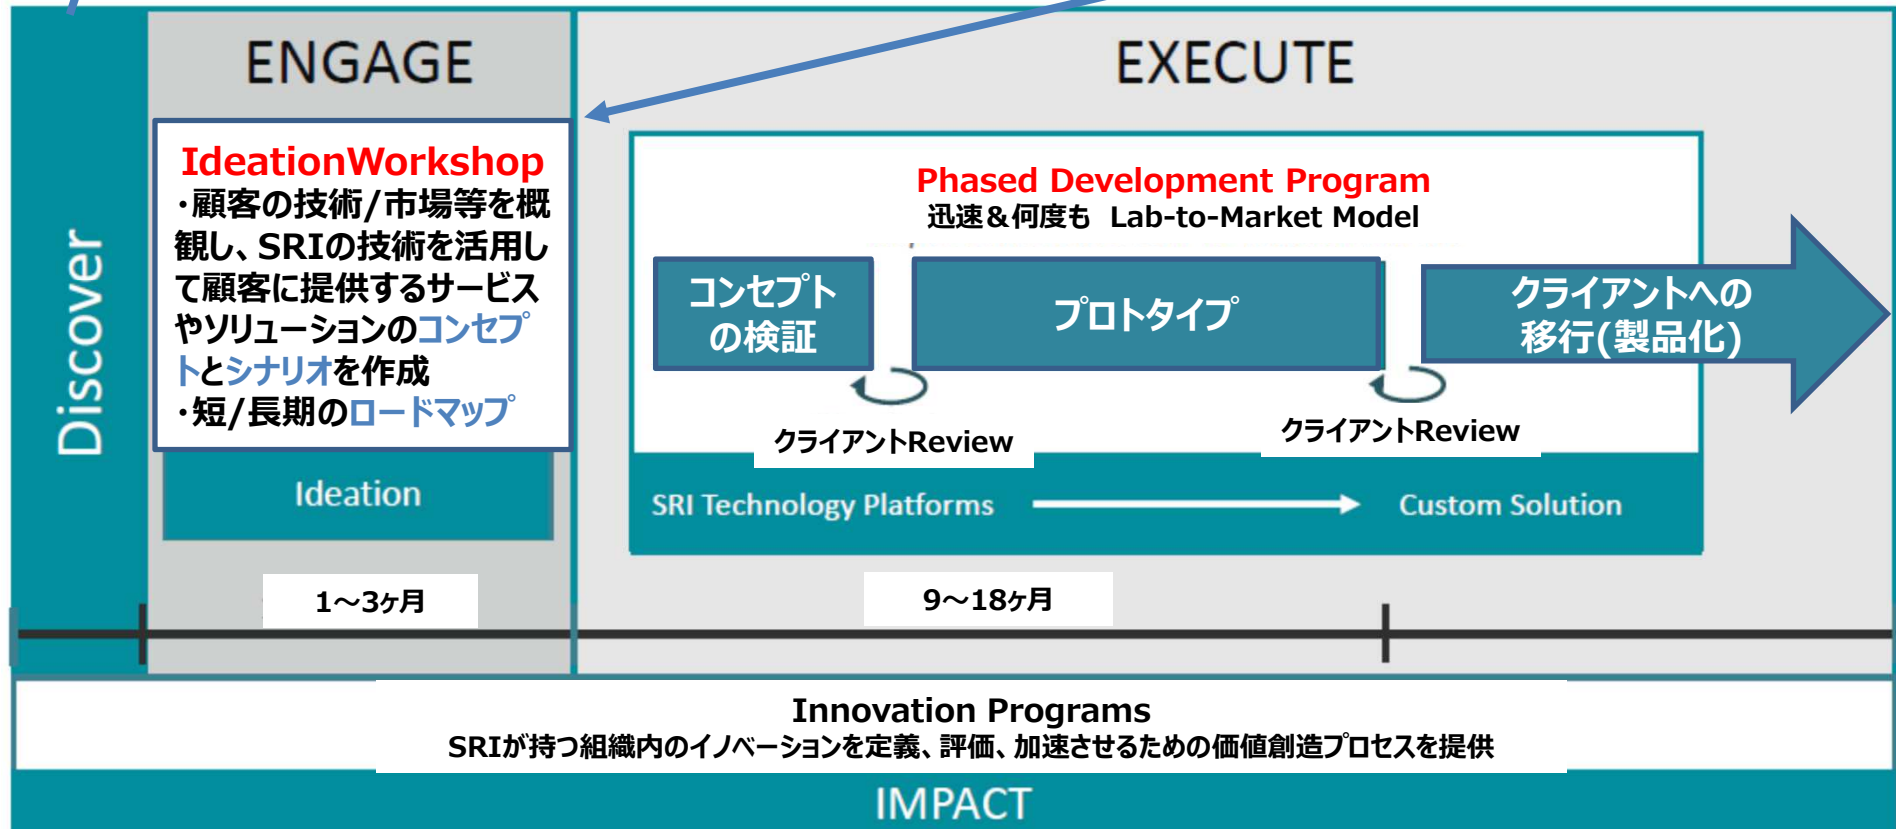 Discover
ENGAGE
IdeationWorkshop
・顧客の技術/市場等を概
観し、SRIの技術を活用し
て顧客に提供するサービス
やソリューションのコンセプ
トとシナリオを作成
・短/長期のロードマップ
Ideation
1～3ヶ月
EXECUTE
Phased Development Program
迅速＆何度も Lab-to-Market Model
コンセプト
の検証
プロトタイプ
クライアントへの
移行(製品化)
クライアントReview
クライアントReview
SRI Technology Platforms
Custom Solution
9～18ヶ月
Innovation Programs
SRIが持つ組織内のイノベーションを定義、評価、加速させるための価値創造プロセスを提供
IMPACT